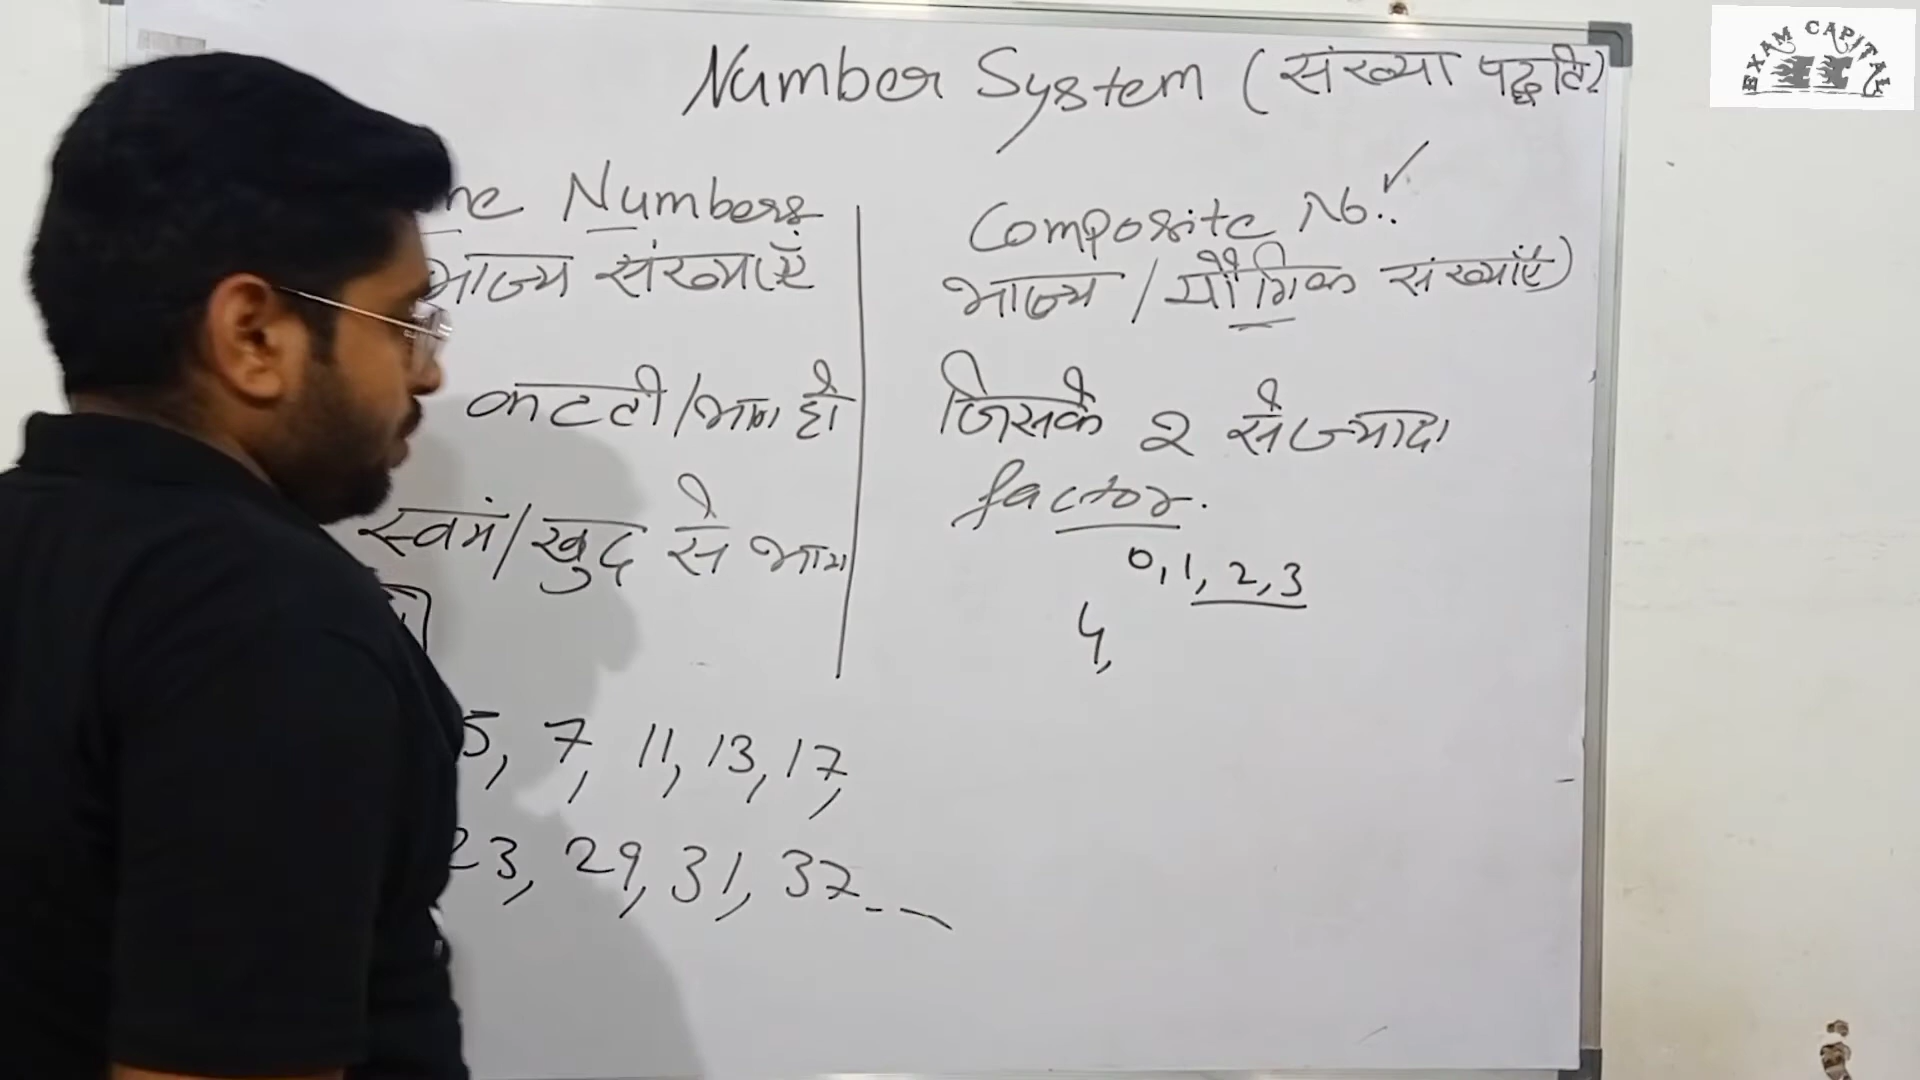 EXAM CAPITAL
Number System (संख्या पद्धति)
me Numbers
भाज्य संख्याएँ
कटती/भाग हो
स्वयं/खुद से भाग
5, 7, 11, 13, 17,
23, 29, 31, 37---
Composite No.
भाज्य/यौगिक संख्याएँ)
जिसके 2 से ज्यादा
factor.
0, 1, 2, 3
4,